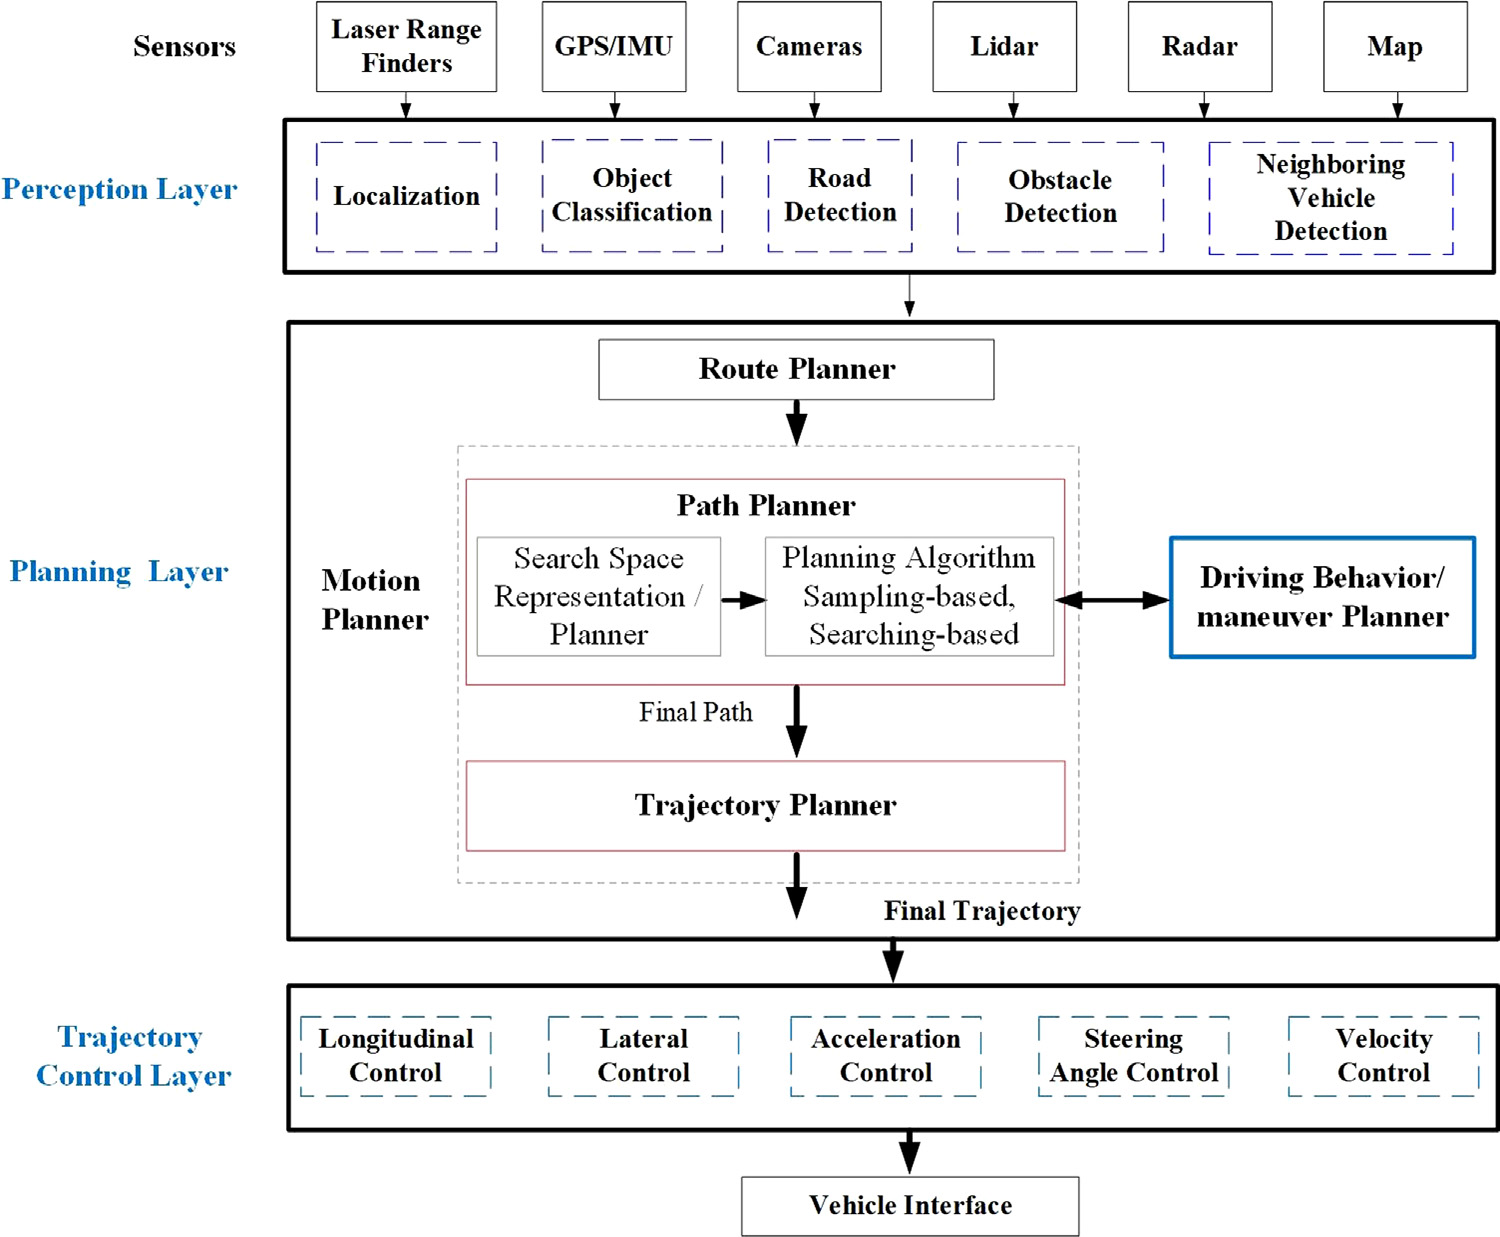 Sensors
Laser Range
Finders
GPS/IMU
Cameras
Lidar
Radar
Map
Perception Layer
Localization
Object
Classification
Road
Detection
Obstacle
Detection
Neighboring
Vehicle
Detection
Planning Layer
Route Planner
Motion
Planner
Path Planner
Search Space
Representation /
Planner
Planning Algorithm
Sampling-based,
Searching-based
Driving Behavior/
maneuver Planner
Final Path
Trajectory Planner
Final Trajectory
Trajectory
Control Layer
Longitudinal
Control
Lateral
Control
Acceleration
Control
Steering
Angle Control
Velocity
Control
Vehicle Interface